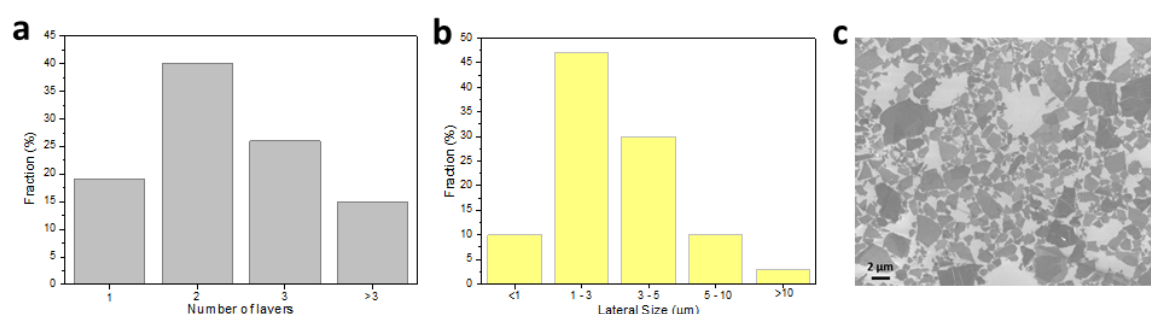 a
45
40
35
30
25
20
15
10
5
0
Fraction (%)
1 2 3 >3
Number of layers
b
50
45
40
35
30
25
20
15
10
5
0
Fraction (%)
<1 1 - 3 3 - 5 5 - 10 >10
Lateral Size (μm)
c
2 μm